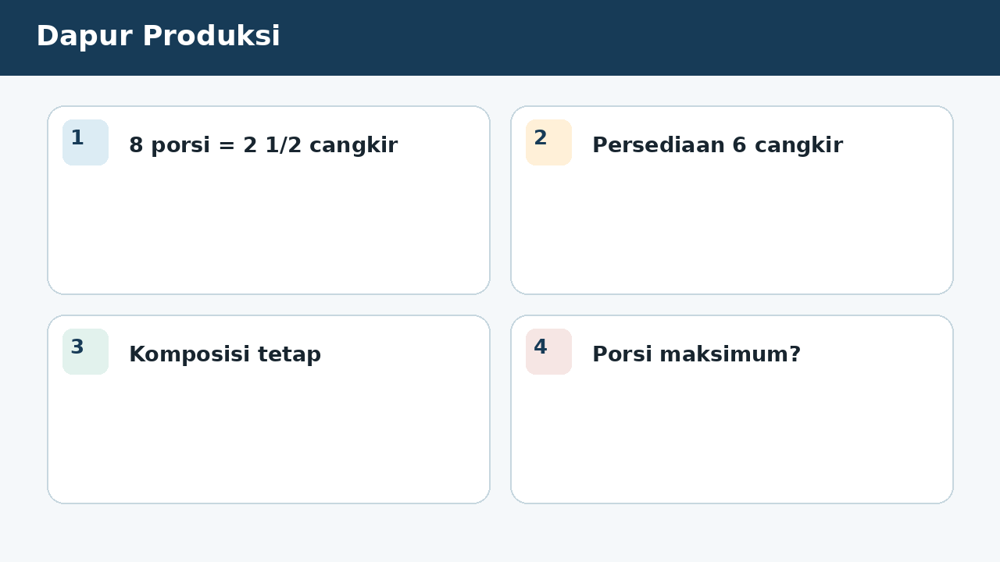 Dapur Produksi
1
8 porsi = 2 1/2 cangkir
2
Persediaan 6 cangkir
3
Komposisi tetap
4
Porsi maksimum?